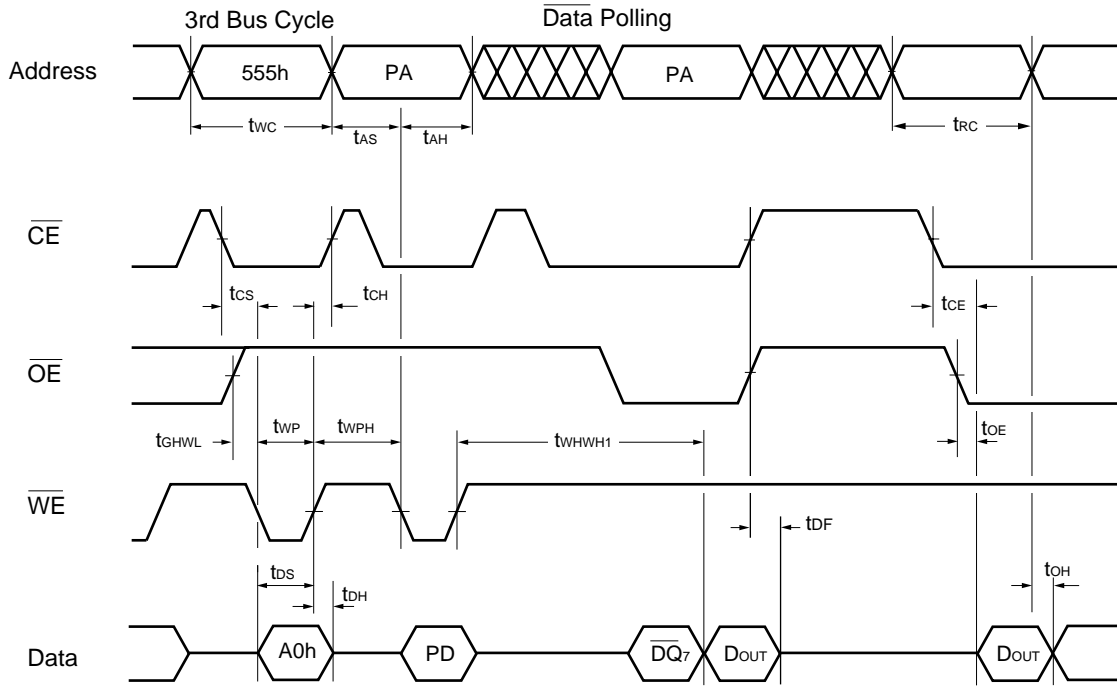 3rd Bus Cycle Data Polling
Address 555h PA PA
tWC tAS tAH tRC
CE
tCS tCH tCE
OE
tGHWL tWP tWPH tWHWH1 tOE
WE
tDF
tDS tDH tOH
Data A0h PD DQ7 DOUT DOUT